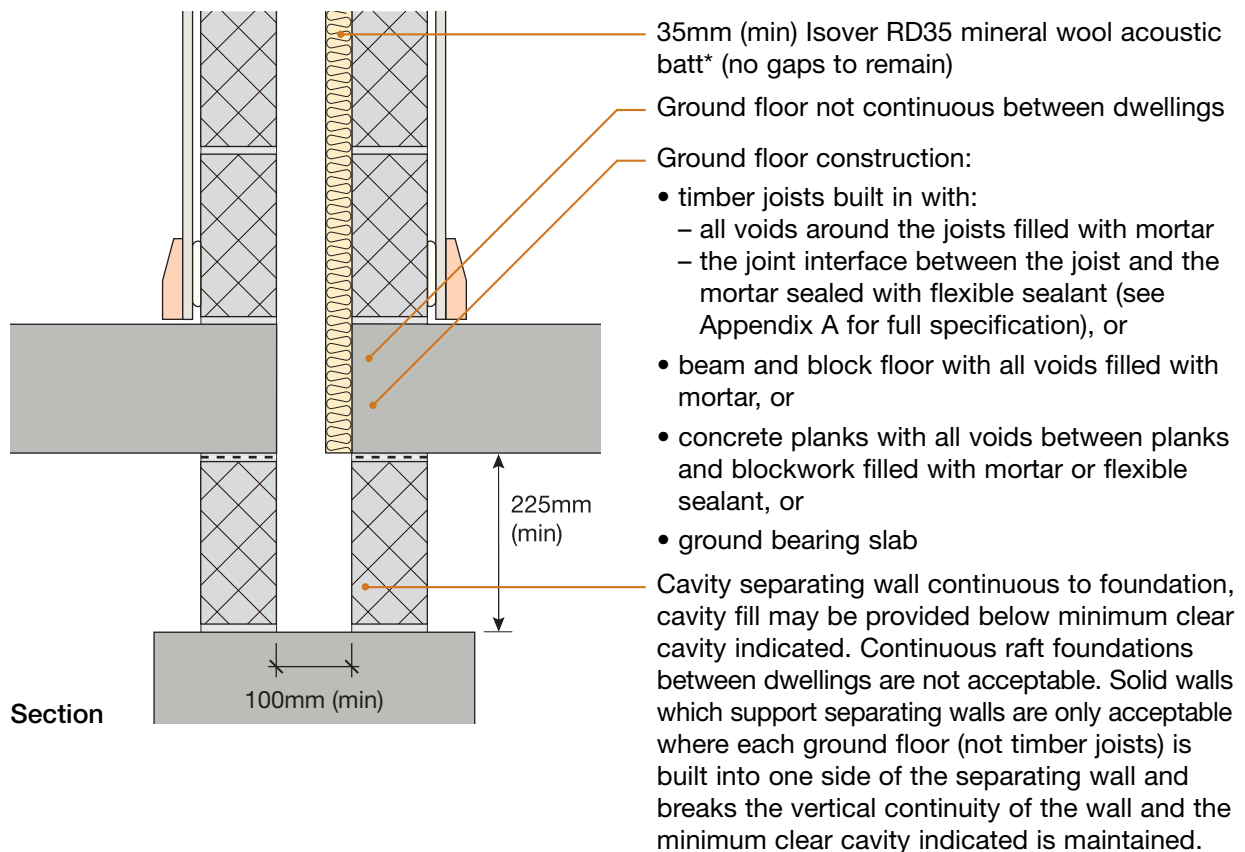 35mm (min) Isover RD35 mineral wool acoustic
batt* (no gaps to remain)
Ground floor not continuous between dwellings
Ground floor construction:
• timber joists built in with:
– all voids around the joists filled with mortar
– the joint interface between the joist and the
mortar sealed with flexible sealant (see
Appendix A for full specification), or
• beam and block floor with all voids filled with
mortar, or
• concrete planks with all voids between planks
and blockwork filled with mortar or flexible
sealant, or
• ground bearing slab
Cavity separating wall continuous to foundation,
cavity fill may be provided below minimum clear
cavity indicated. Continuous raft foundations
between dwellings are not acceptable. Solid walls
which support separating walls are only acceptable
where each ground floor (not timber joists) is
built into one side of the separating wall and
breaks the vertical continuity of the wall and the
minimum clear cavity indicated is maintained.
225mm
(min)
100mm (min)
Section